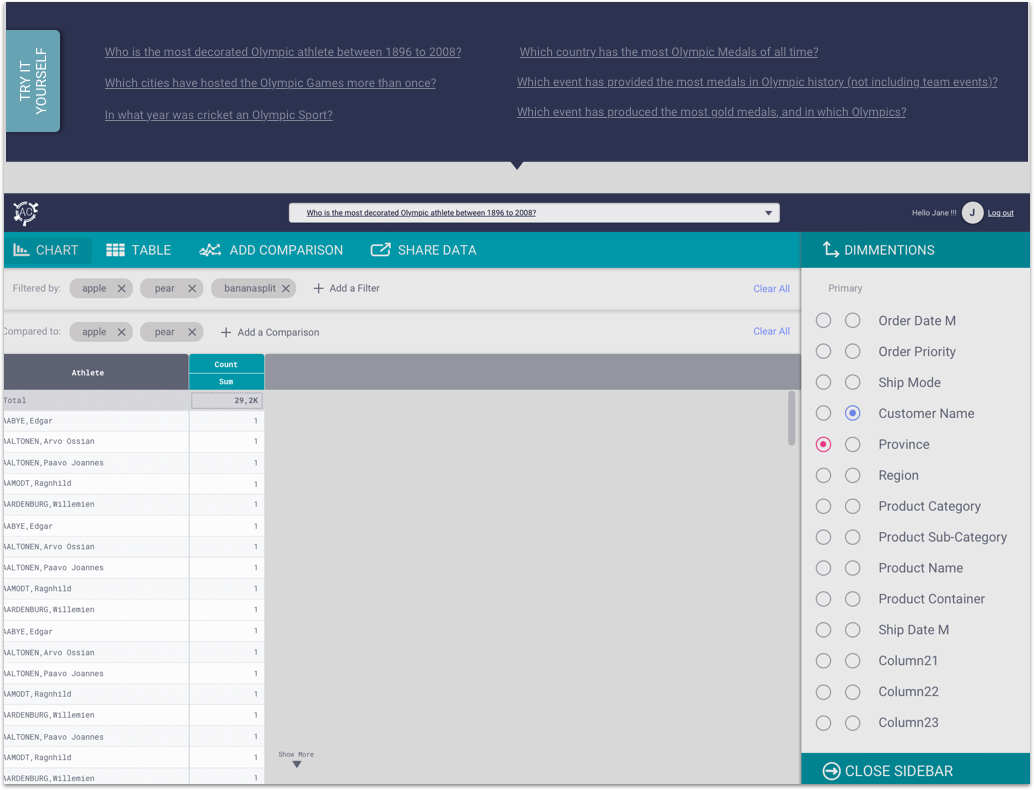 TRY IT
YOURSELF
Who is the most decorated Olympic athlete between 1896 to 2008?
Which country has the most Olympic Medals of all time?
Which cities have hosted the Olympic Games more than once?
Which event has provided the most medals in Olympic history (not including team events)?
In what year was cricket an Olympic Sport?
Which event has produced the most gold medals, and in which Olympics?
AC
Who is the most decorated Olympic athlete between 1896 to 2008?
Hello Jane !!!
J
Log out
CHART
TABLE
ADD COMPARISON
SHARE DATA
DIMMENTIONS
Filtered by:
apple
pear
bananasplit
Add a Filter
Clear All
Compared to:
apple
pear
Add a Comparison
Clear All
Athlete
Count
Sum
Total 29,2K
AABYE,Edgar 1
AALTONEN,Arvo Ossian 1
AALTONEN,Paavo Joannes 1
AAMODT,Ragnhild 1
AARDENBURG,Willemien 1
AABYE,Edgar 1
AALTONEN,Arvo Ossian 1
AALTONEN,Paavo Joannes 1
AAMODT,Ragnhild 1
AARDENBURG,Willemien 1
AABYE,Edgar 1
AALTONEN,Arvo Ossian 1
AALTONEN,Paavo Joannes 1
AAMODT,Ragnhild 1
AARDENBURG,Willemien 1
AALTONEN,Paavo Joannes 1
AAMODT,Ragnhild 1
AARDENBURG,Willemien 1
Show More
Primary
Order Date M
Order Priority
Ship Mode
Customer Name
Province
Region
Product Category
Product Sub-Category
Product Name
Product Container
Ship Date M
Column21
Column22
Column23
CLOSE SIDEBAR